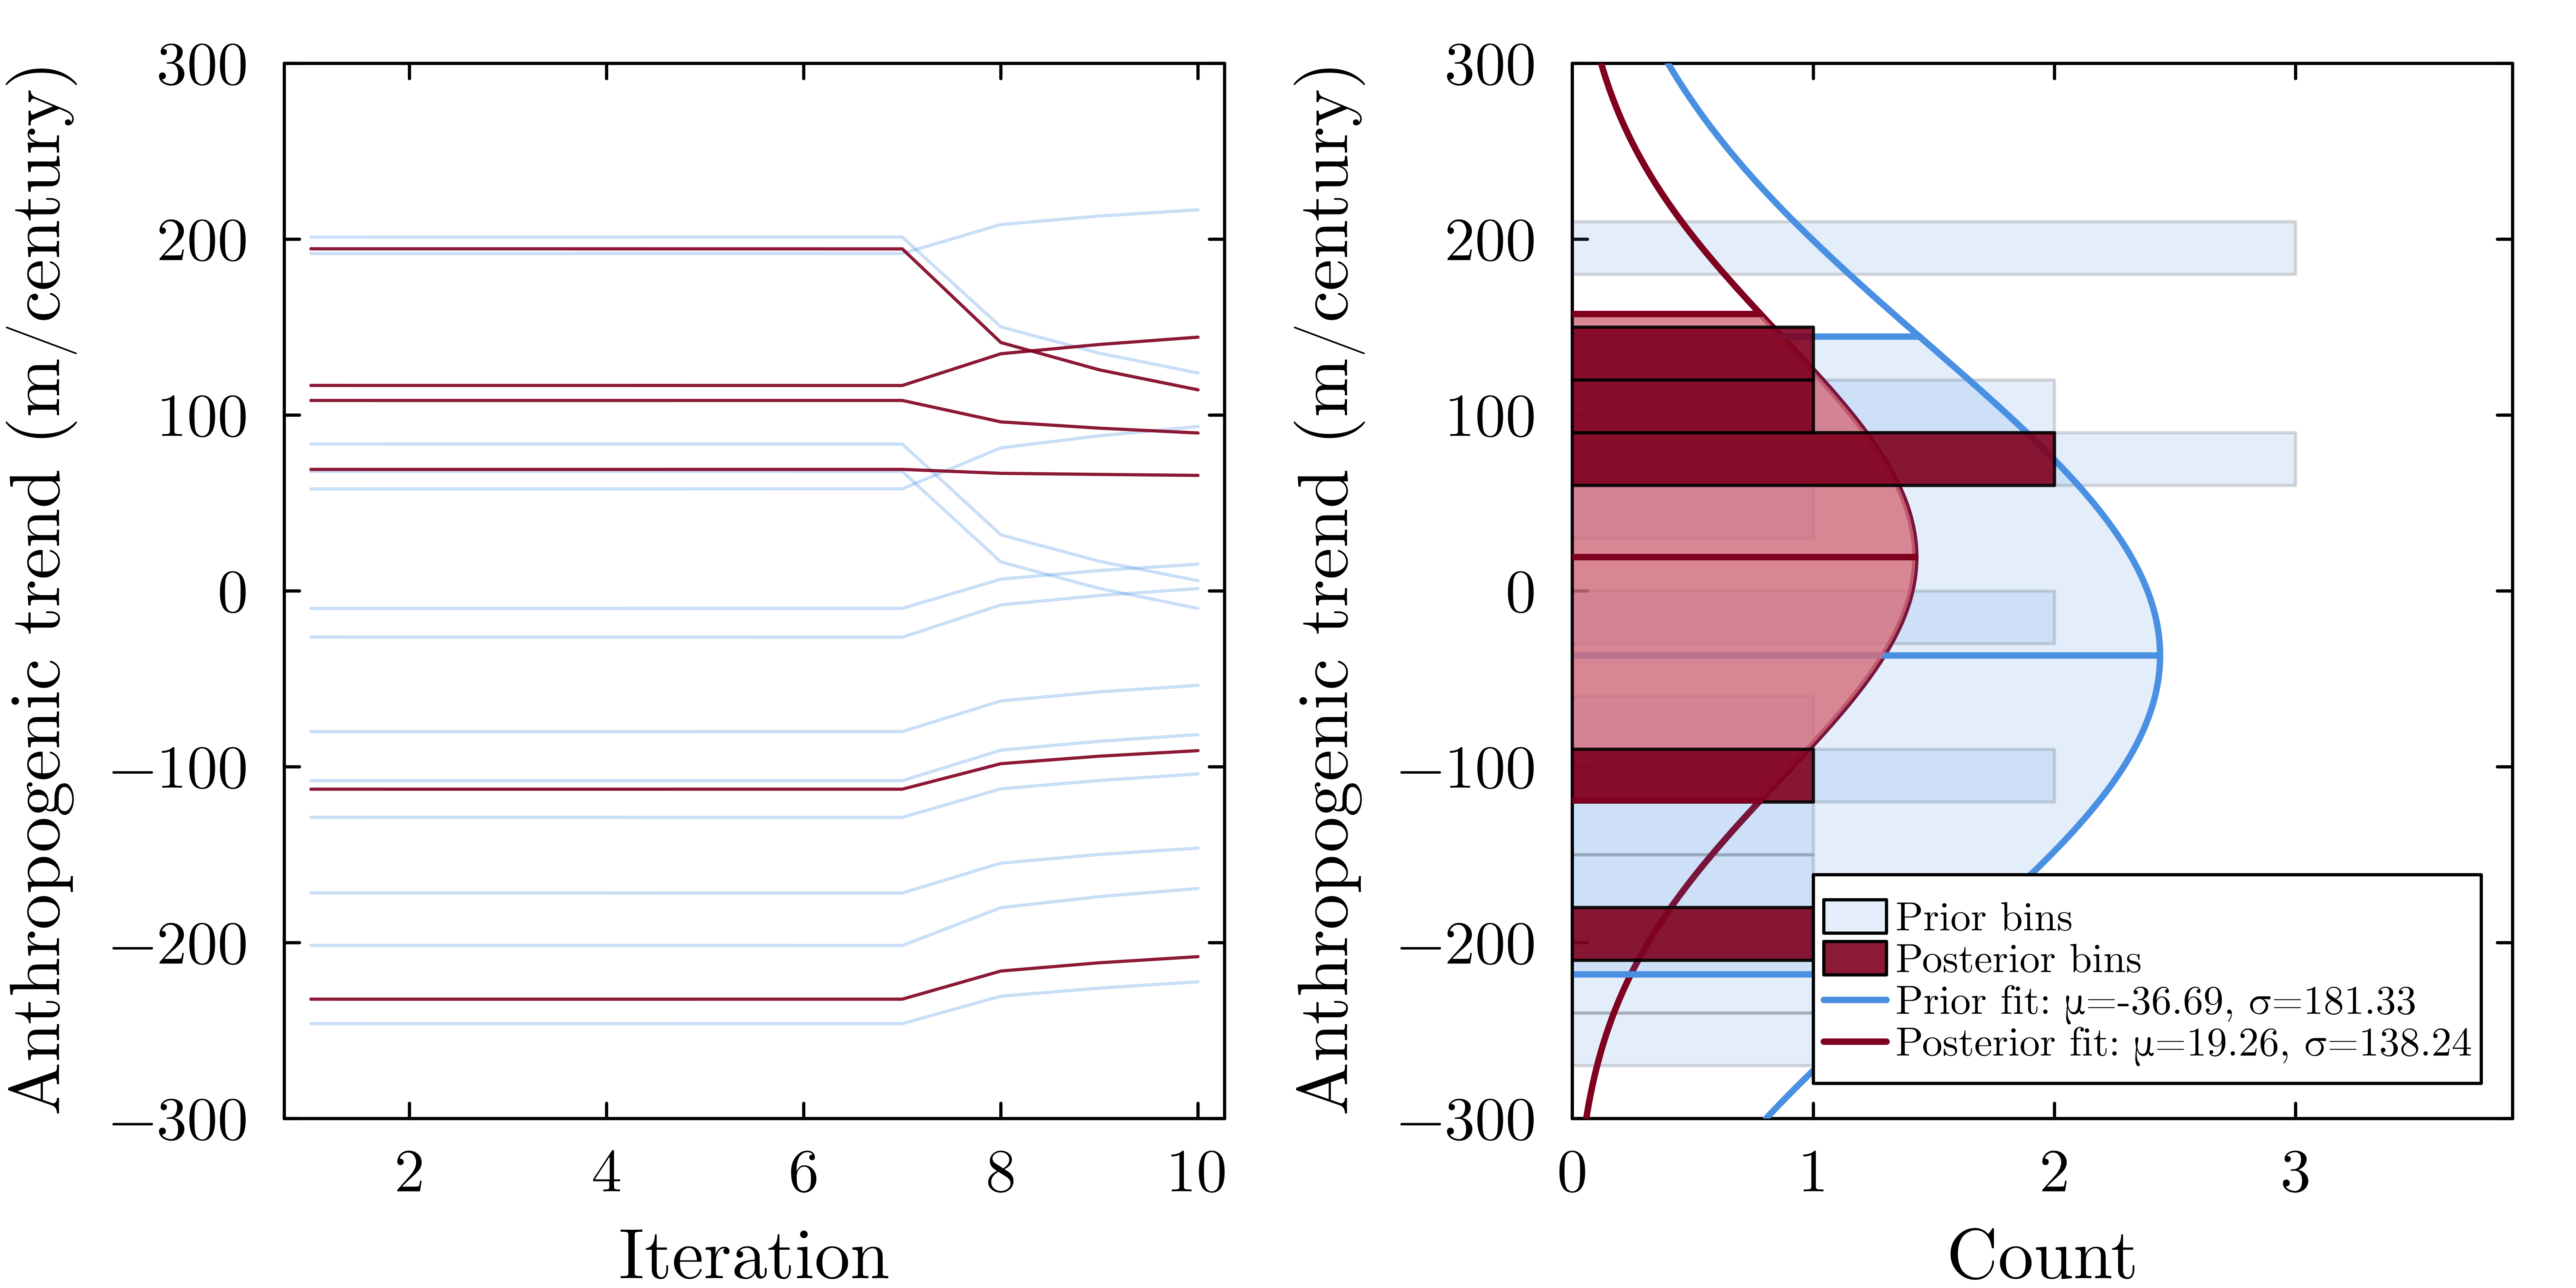 Anthropogenic trend (m/century)
300
200
100
0
−100
−200
−300
2 4 6 8 10
Iteration
Anthropogenic trend (m/century)
300
200
100
0
−100
−200
−300
0 1 2 3
Count
Prior bins
Posterior bins
Prior fit: μ=-36.69, σ=181.33
Posterior fit: μ=19.26, σ=138.24